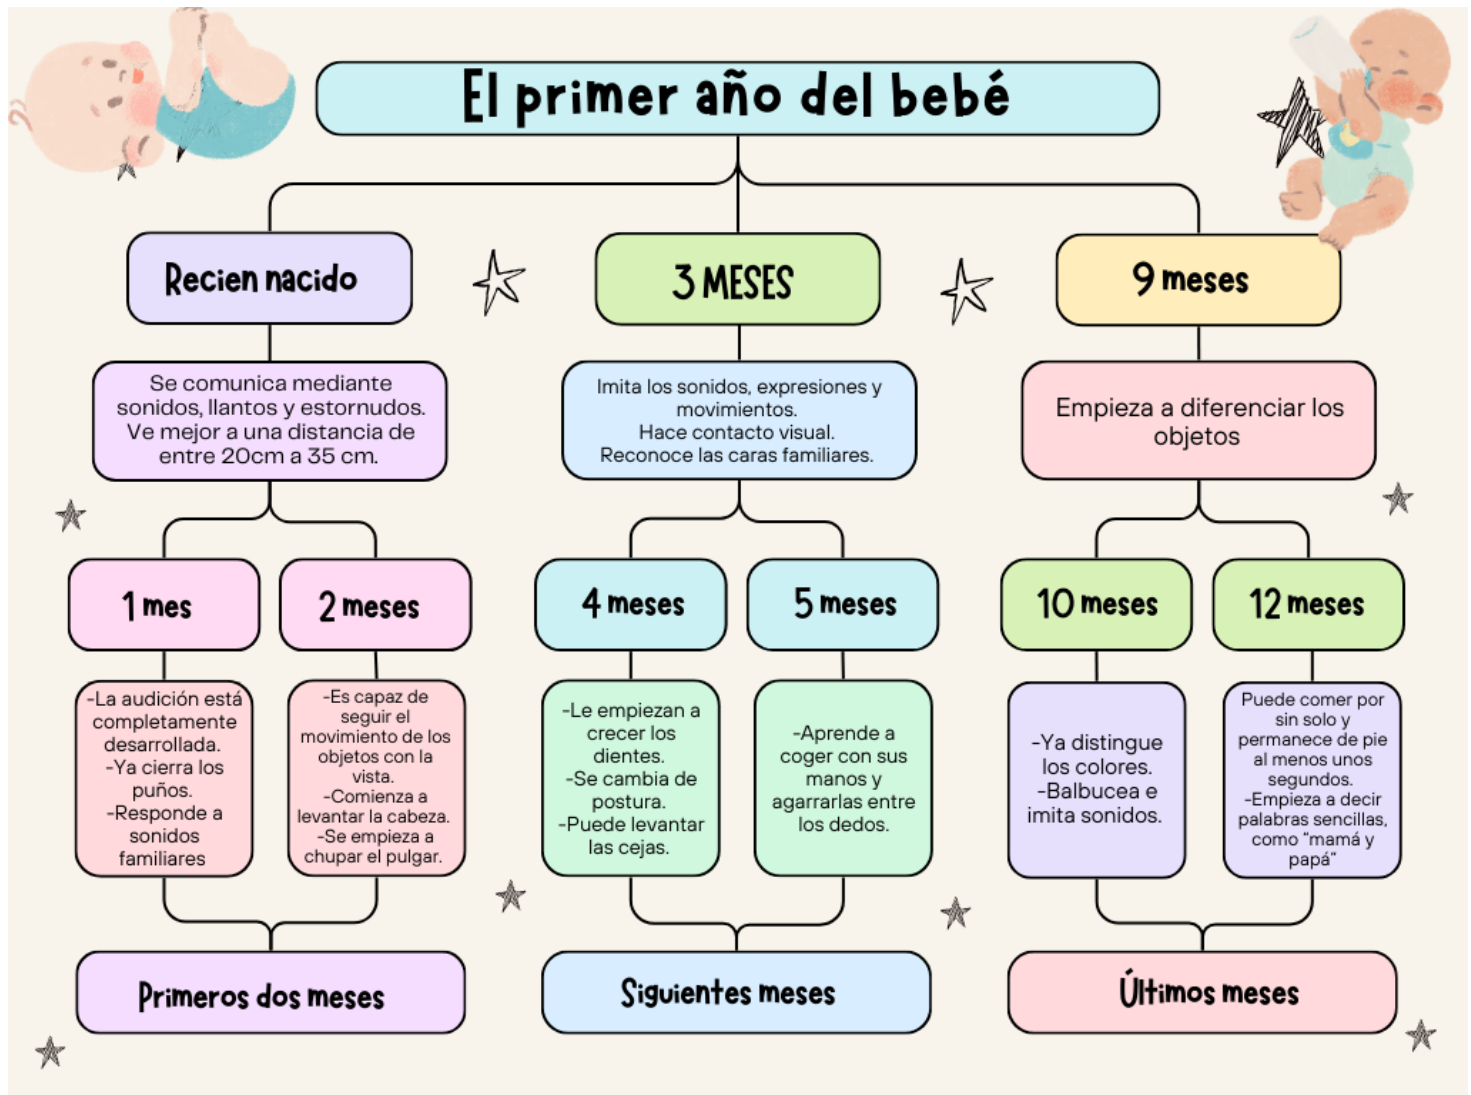 El primer año del bebé
Recien nacido
3 MESES
9 meses
Se comunica mediante
sonidos, llantos y estornudos.
Ve mejor a una distancia de
entre 20cm a 35 cm.
Imita los sonidos, expresiones y
movimientos.
Hace contacto visual.
Reconoce las caras familiares.
Empieza a diferenciar los
objetos
1 mes
2 meses
4 meses
5 meses
10 meses
12 meses
-La audición está
completamente
desarrollada.
-Ya cierra los
puños.
-Responde a
sonidos
familiares
-Es capaz de
seguir el
movimiento de los
objetos con la
vista.
-Comienza a
levantar la cabeza.
-Se empieza a
chupar el pulgar.
-Le empiezan a
crecer los
dientes.
-Se cambia de
postura.
-Puede levantar
las cejas.
-Aprende a
coger con sus
manos y
agarrarlas entre
los dedos.
-Ya distingue
los colores.
-Balbucea e
imita sonidos.
Puede comer por
sin solo y
permanece de pie
al menos unos
segundos.
-Empieza a decir
palabras sencillas,
como “mamá y
papá”
Primeros dos meses
Siguientes meses
Últimos meses